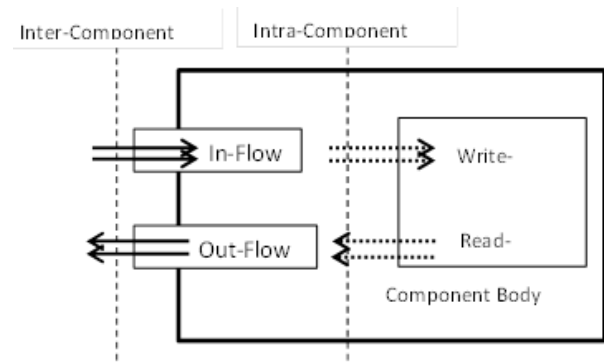 Inter-Component
Intra-Component
In-Flow
Write-
Out-Flow
Read-
Component Body